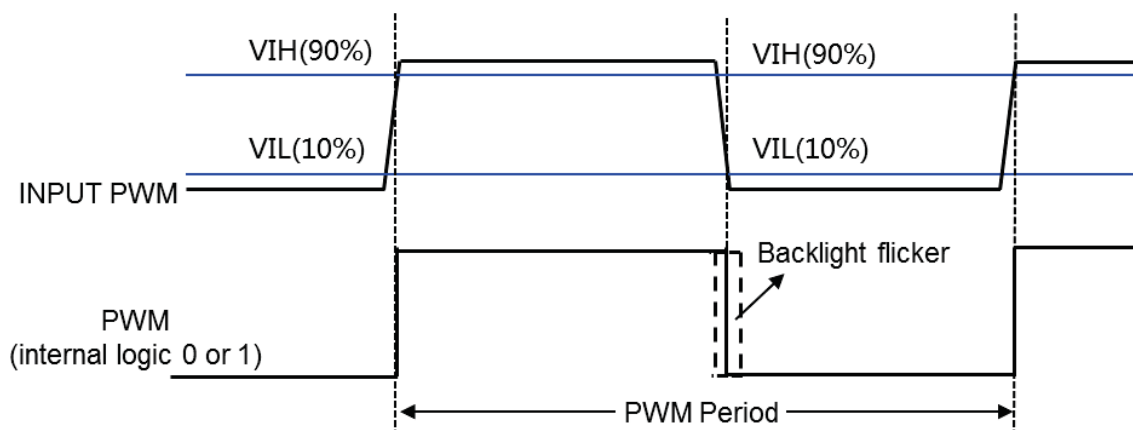 VIH(90%)
VIH(90%)
VIL(10%)
VIL(10%)
INPUT PWM
Backlight flicker
PWM
(internal logic 0 or 1)
PWM Period